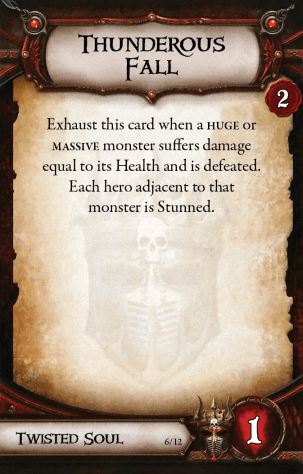 Thunderous
Fall
2
Exhaust this card when a HUGE or
MASSIVE monster suffers damage
equal to its Health and is defeated.
Each hero adjacent to that
monster is Stunned.
Twisted Soul 6/12 1